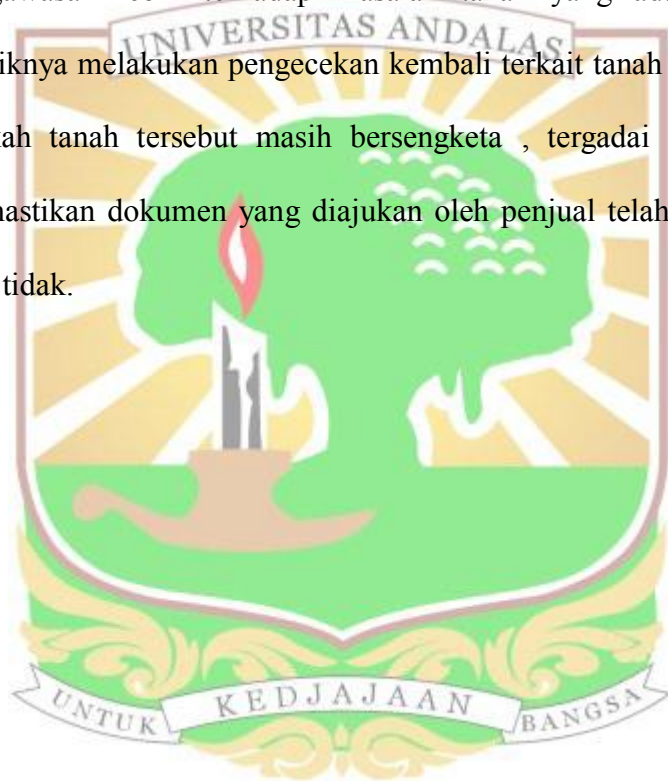 UNIVERSITAS ANDALAS
iknya melakukan pengecekan kembali terkait tanah
ah tanah tersebut masih bersengketa , tergadai
nastikan dokumen yang diajukan oleh penjual telah
tidak.
UNTUK KEDJAJAAN BANGSA